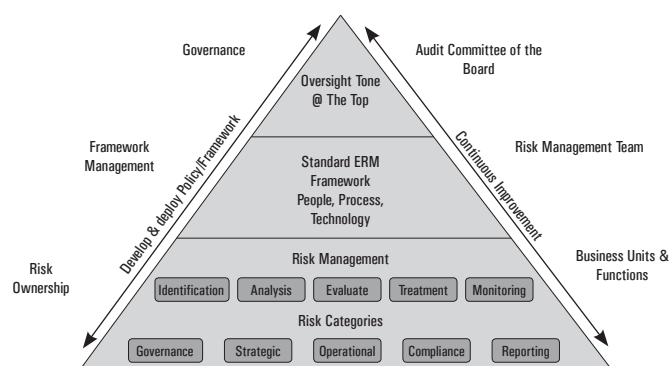 Governance
Audit Committee of the
Board
Oversight Tone
@ The Top
Framework
Management
Develop & deploy Policy/Framework
Continuous Improvement
Risk Management Team
Standard ERM
Framework
People, Process,
Technology
Risk
Ownership
Business Units &
Functions
Risk Management
Identification
Analysis
Evaluate
Treatment
Monitoring
Risk Categories
Governance
Strategic
Operational
Compliance
Reporting